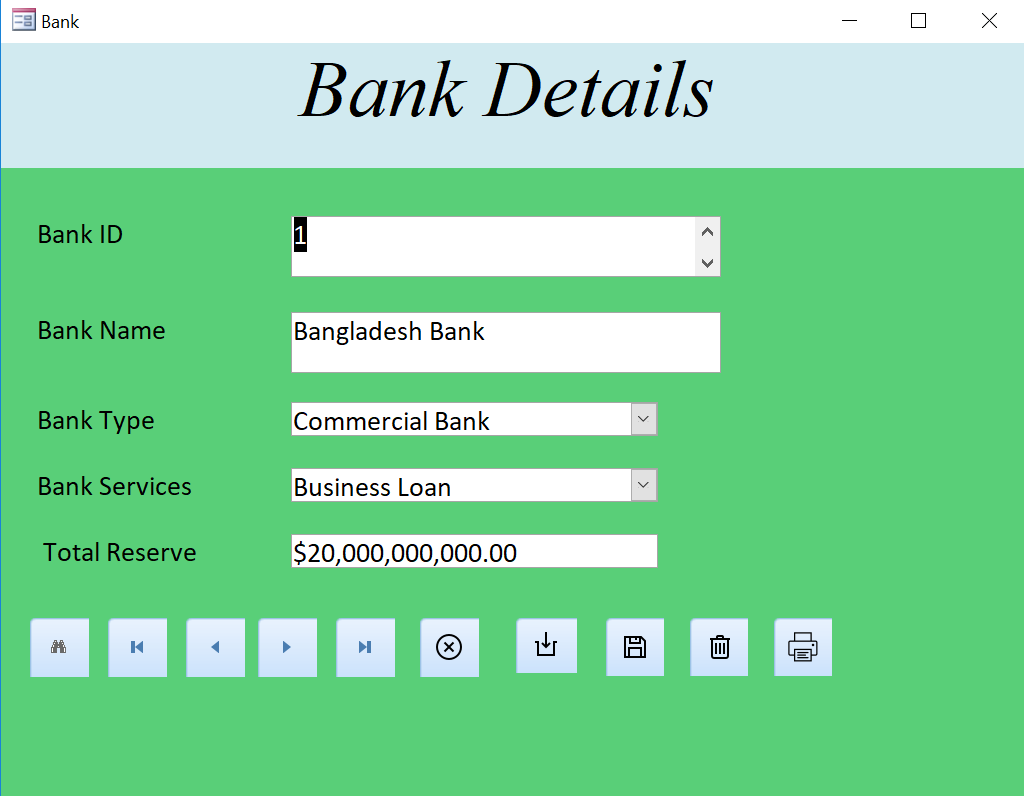 Bank
Bank Details
Bank ID 1
Bank Name Bangladesh Bank
Bank Type Commercial Bank
Bank Services Business Loan
Total Reserve $20,000,000,000.00